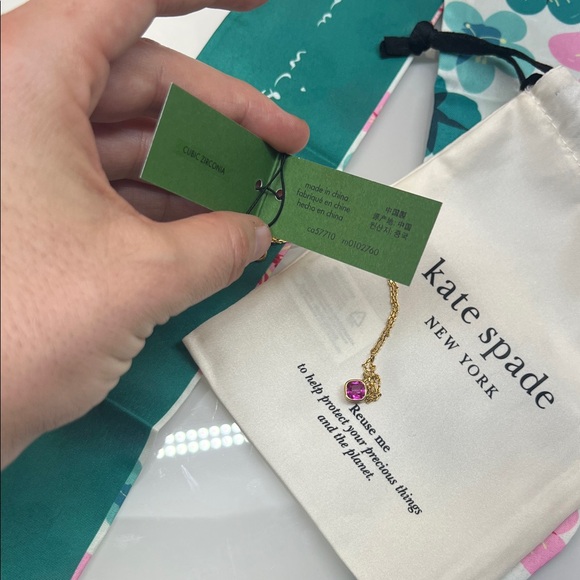 CUBIC ZIRCONIA
made in china
fabriqué en chine
hecho en china
中国製
原产地: 中国
원산지: 중국
ca57710 ro0102760
kate spade
NEW YORK
Reuse me
to help protect your precious things
and the planet.